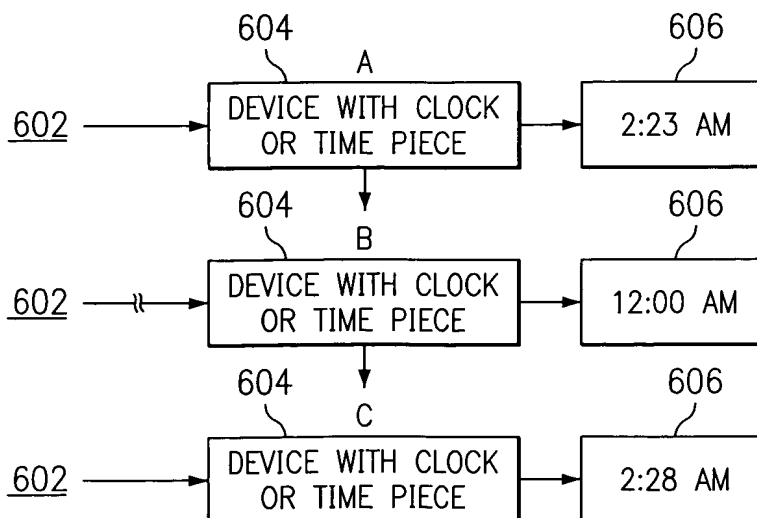 604 A 606
602 DEVICE WITH CLOCK
OR TIME PIECE 2:23 AM
604 B 606
602 DEVICE WITH CLOCK
OR TIME PIECE 12:00 AM
604 C 606
602 DEVICE WITH CLOCK
OR TIME PIECE 2:28 AM